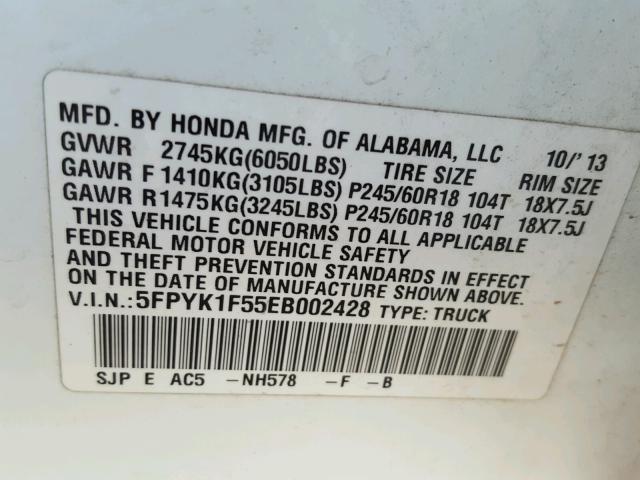 MFD. BY HONDA MFG. OF ALABAMA, LLC 10/'13
GVWR 2745KG(6050LBS) TIRE SIZE RIM SIZE
GAWR F 1410KG(3105LBS) P245/60R18 104T 18X7.5J
GAWR R 1475KG(3245LBS) P245/60R18 104T 18X7.5J
THIS VEHICLE CONFORMS TO ALL APPLICABLE
FEDERAL MOTOR VEHICLE SAFETY
AND THEFT PREVENTION STANDARDS IN EFFECT
ON THE DATE OF MANUFACTURE SHOWN ABOVE.
V.I.N.:5FPYK1F55EB002428 TYPE: TRUCK
SJP E AC5 -NH578 -F -B